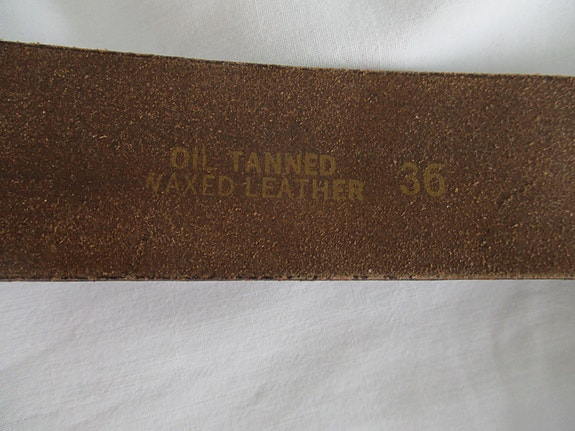 OIL TANNED
WAXED LEATHER 36